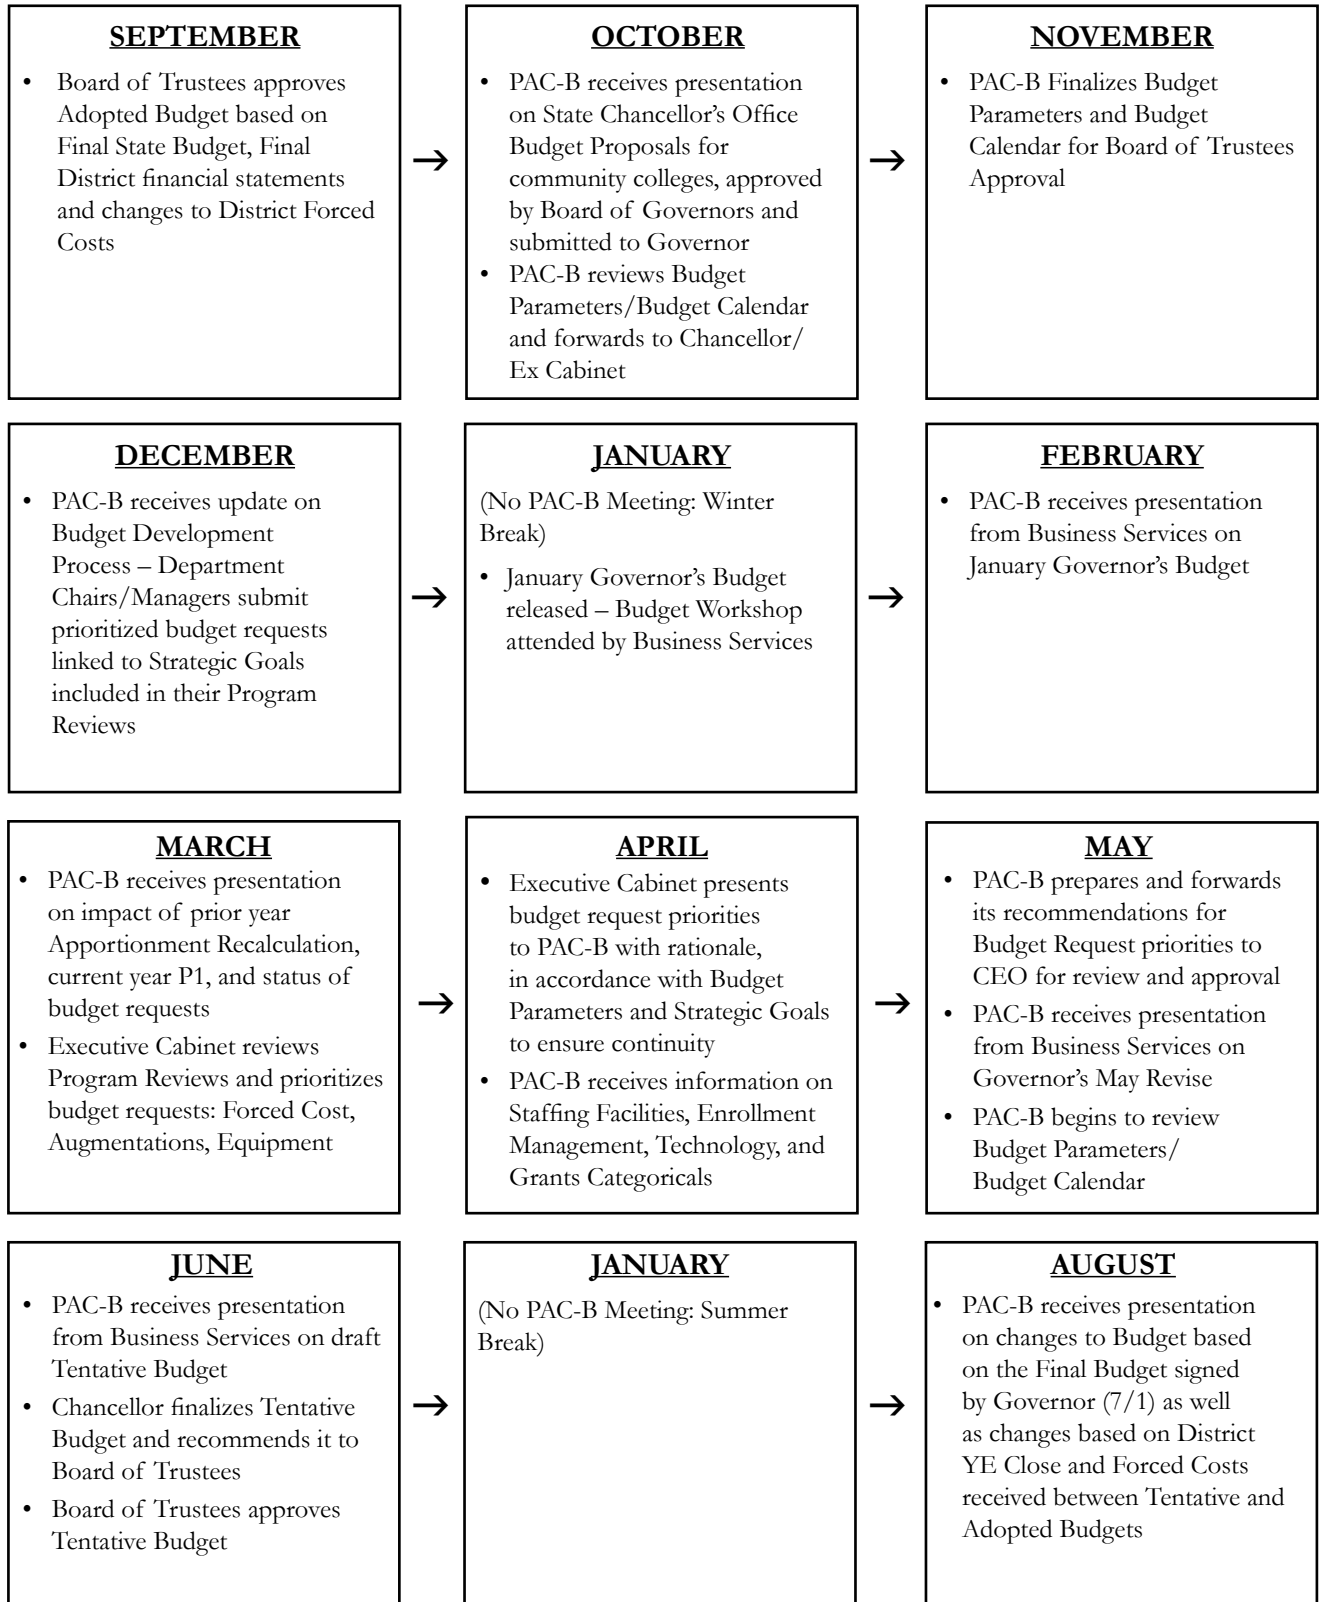 SEPTEMBER
• Board of Trustees approves
Adopted Budget based on
Final State Budget, Final
District financial statements
and changes to District Forced
Costs
→
OCTOBER
• PAC-B receives presentation
on State Chancellor's Office
Budget Proposals for
community colleges, approved
by Board of Governors and
submitted to Governor
• PAC-B reviews Budget
Parameters/Budget Calendar
and forwards to Chancellor/
Ex Cabinet
→
NOVEMBER
• PAC-B Finalizes Budget
Parameters and Budget
Calendar for Board of Trustees
Approval
DECEMBER
• PAC-B receives update on
Budget Development
Process – Department
Chairs/Managers submit
prioritized budget requests
linked to Strategic Goals
included in their Program
Reviews
→
JANUARY
(No PAC-B Meeting: Winter
Break)
• January Governor's Budget
released – Budget Workshop
attended by Business Services
→
FEBRUARY
• PAC-B receives presentation
from Business Services on
January Governor's Budget
MARCH
• PAC-B receives presentation
on impact of prior year
Apportionment Recalculation,
current year P1, and status of
budget requests
• Executive Cabinet reviews
Program Reviews and prioritizes
budget requests: Forced Cost,
Augmentations, Equipment
→
APRIL
• Executive Cabinet presents
budget request priorities
to PAC-B with rationale,
in accordance with Budget
Parameters and Strategic Goals
to ensure continuity
• PAC-B receives information on
Staffing Facilities, Enrollment
Management, Technology, and
Grants Categoricals
→
MAY
• PAC-B prepares and forwards
its recommendations for
Budget Request priorities to
CEO for review and approval
• PAC-B receives presentation
from Business Services on
Governor's May Revise
• PAC-B begins to review
Budget Parameters/
Budget Calendar
JUNE
• PAC-B receives presentation
from Business Services on draft
Tentative Budget
• Chancellor finalizes Tentative
Budget and recommends it to
Board of Trustees
• Board of Trustees approves
Tentative Budget
→
JANUARY
(No PAC-B Meeting: Summer
Break)
→
AUGUST
• PAC-B receives presentation
on changes to Budget based
on the Final Budget signed
by Governor (7/1) as well
as changes based on District
YE Close and Forced Costs
received between Tentative and
Adopted Budgets